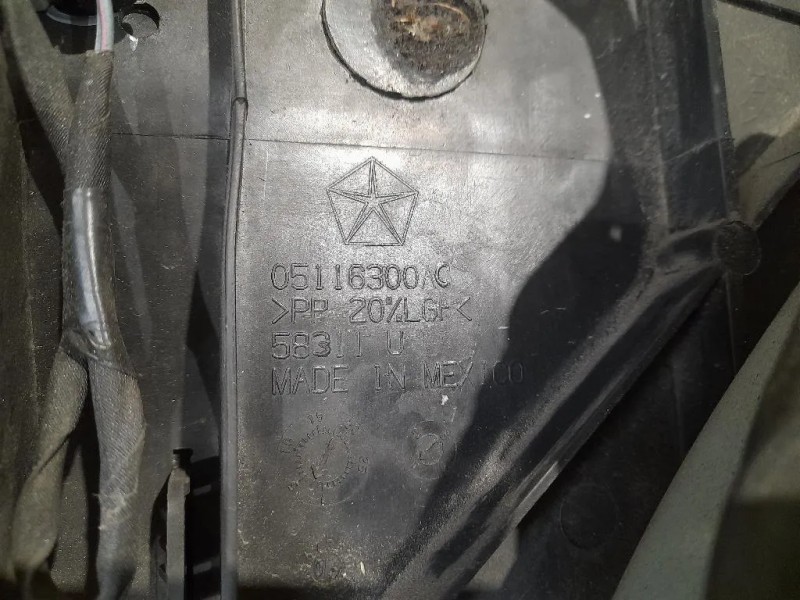 05116300AC
>PP 20%LGF<
58311 U
MADE IN MEXICO